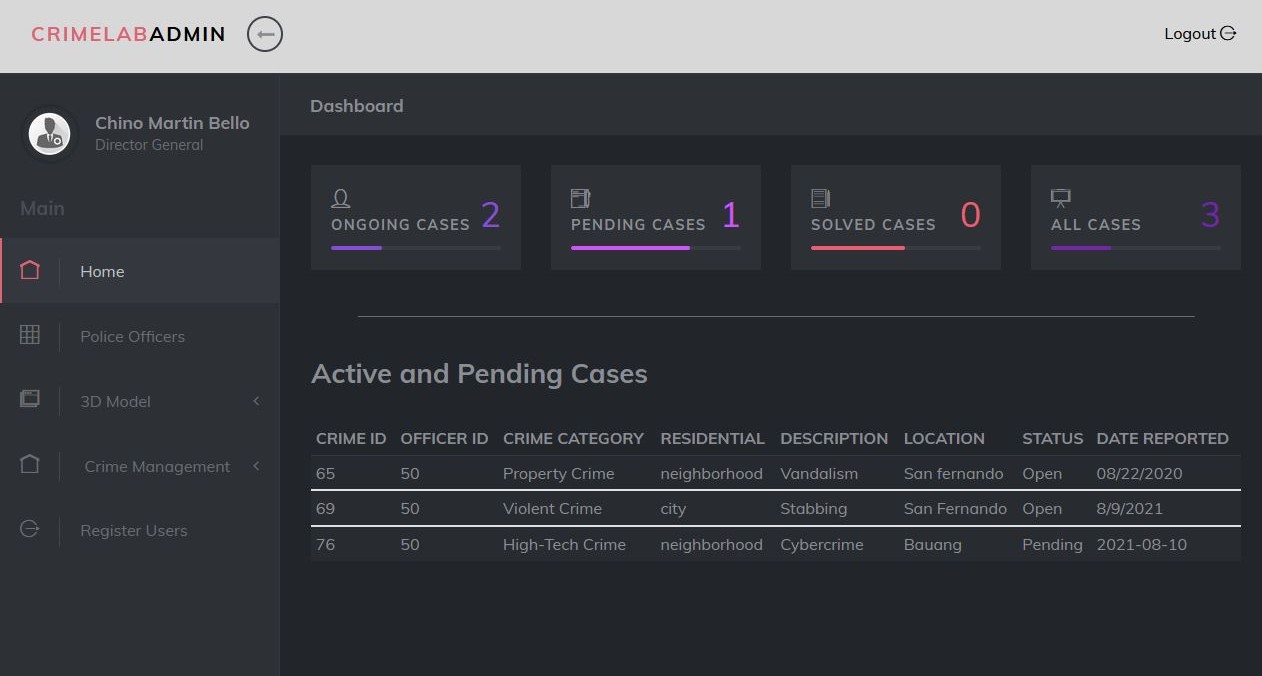 CRIMELABADMIN
Logout
Chino Martin Bello
Director General
Main
Home
Police Officers
3D Model
Crime Management
Register Users
Dashboard
ONGOING CASES 2
PENDING CASES 1
SOLVED CASES 0
ALL CASES 3
Active and Pending Cases
CRIME ID OFFICER ID CRIME CATEGORY RESIDENTIAL DESCRIPTION LOCATION STATUS DATE REPORTED
65 50 Property Crime neighborhood Vandalism San fernando Open 08/22/2020
69 50 Violent Crime city Stabbing San Fernando Open 8/9/2021
76 50 High-Tech Crime neighborhood Cybercrime Bauang Pending 2021-08-10